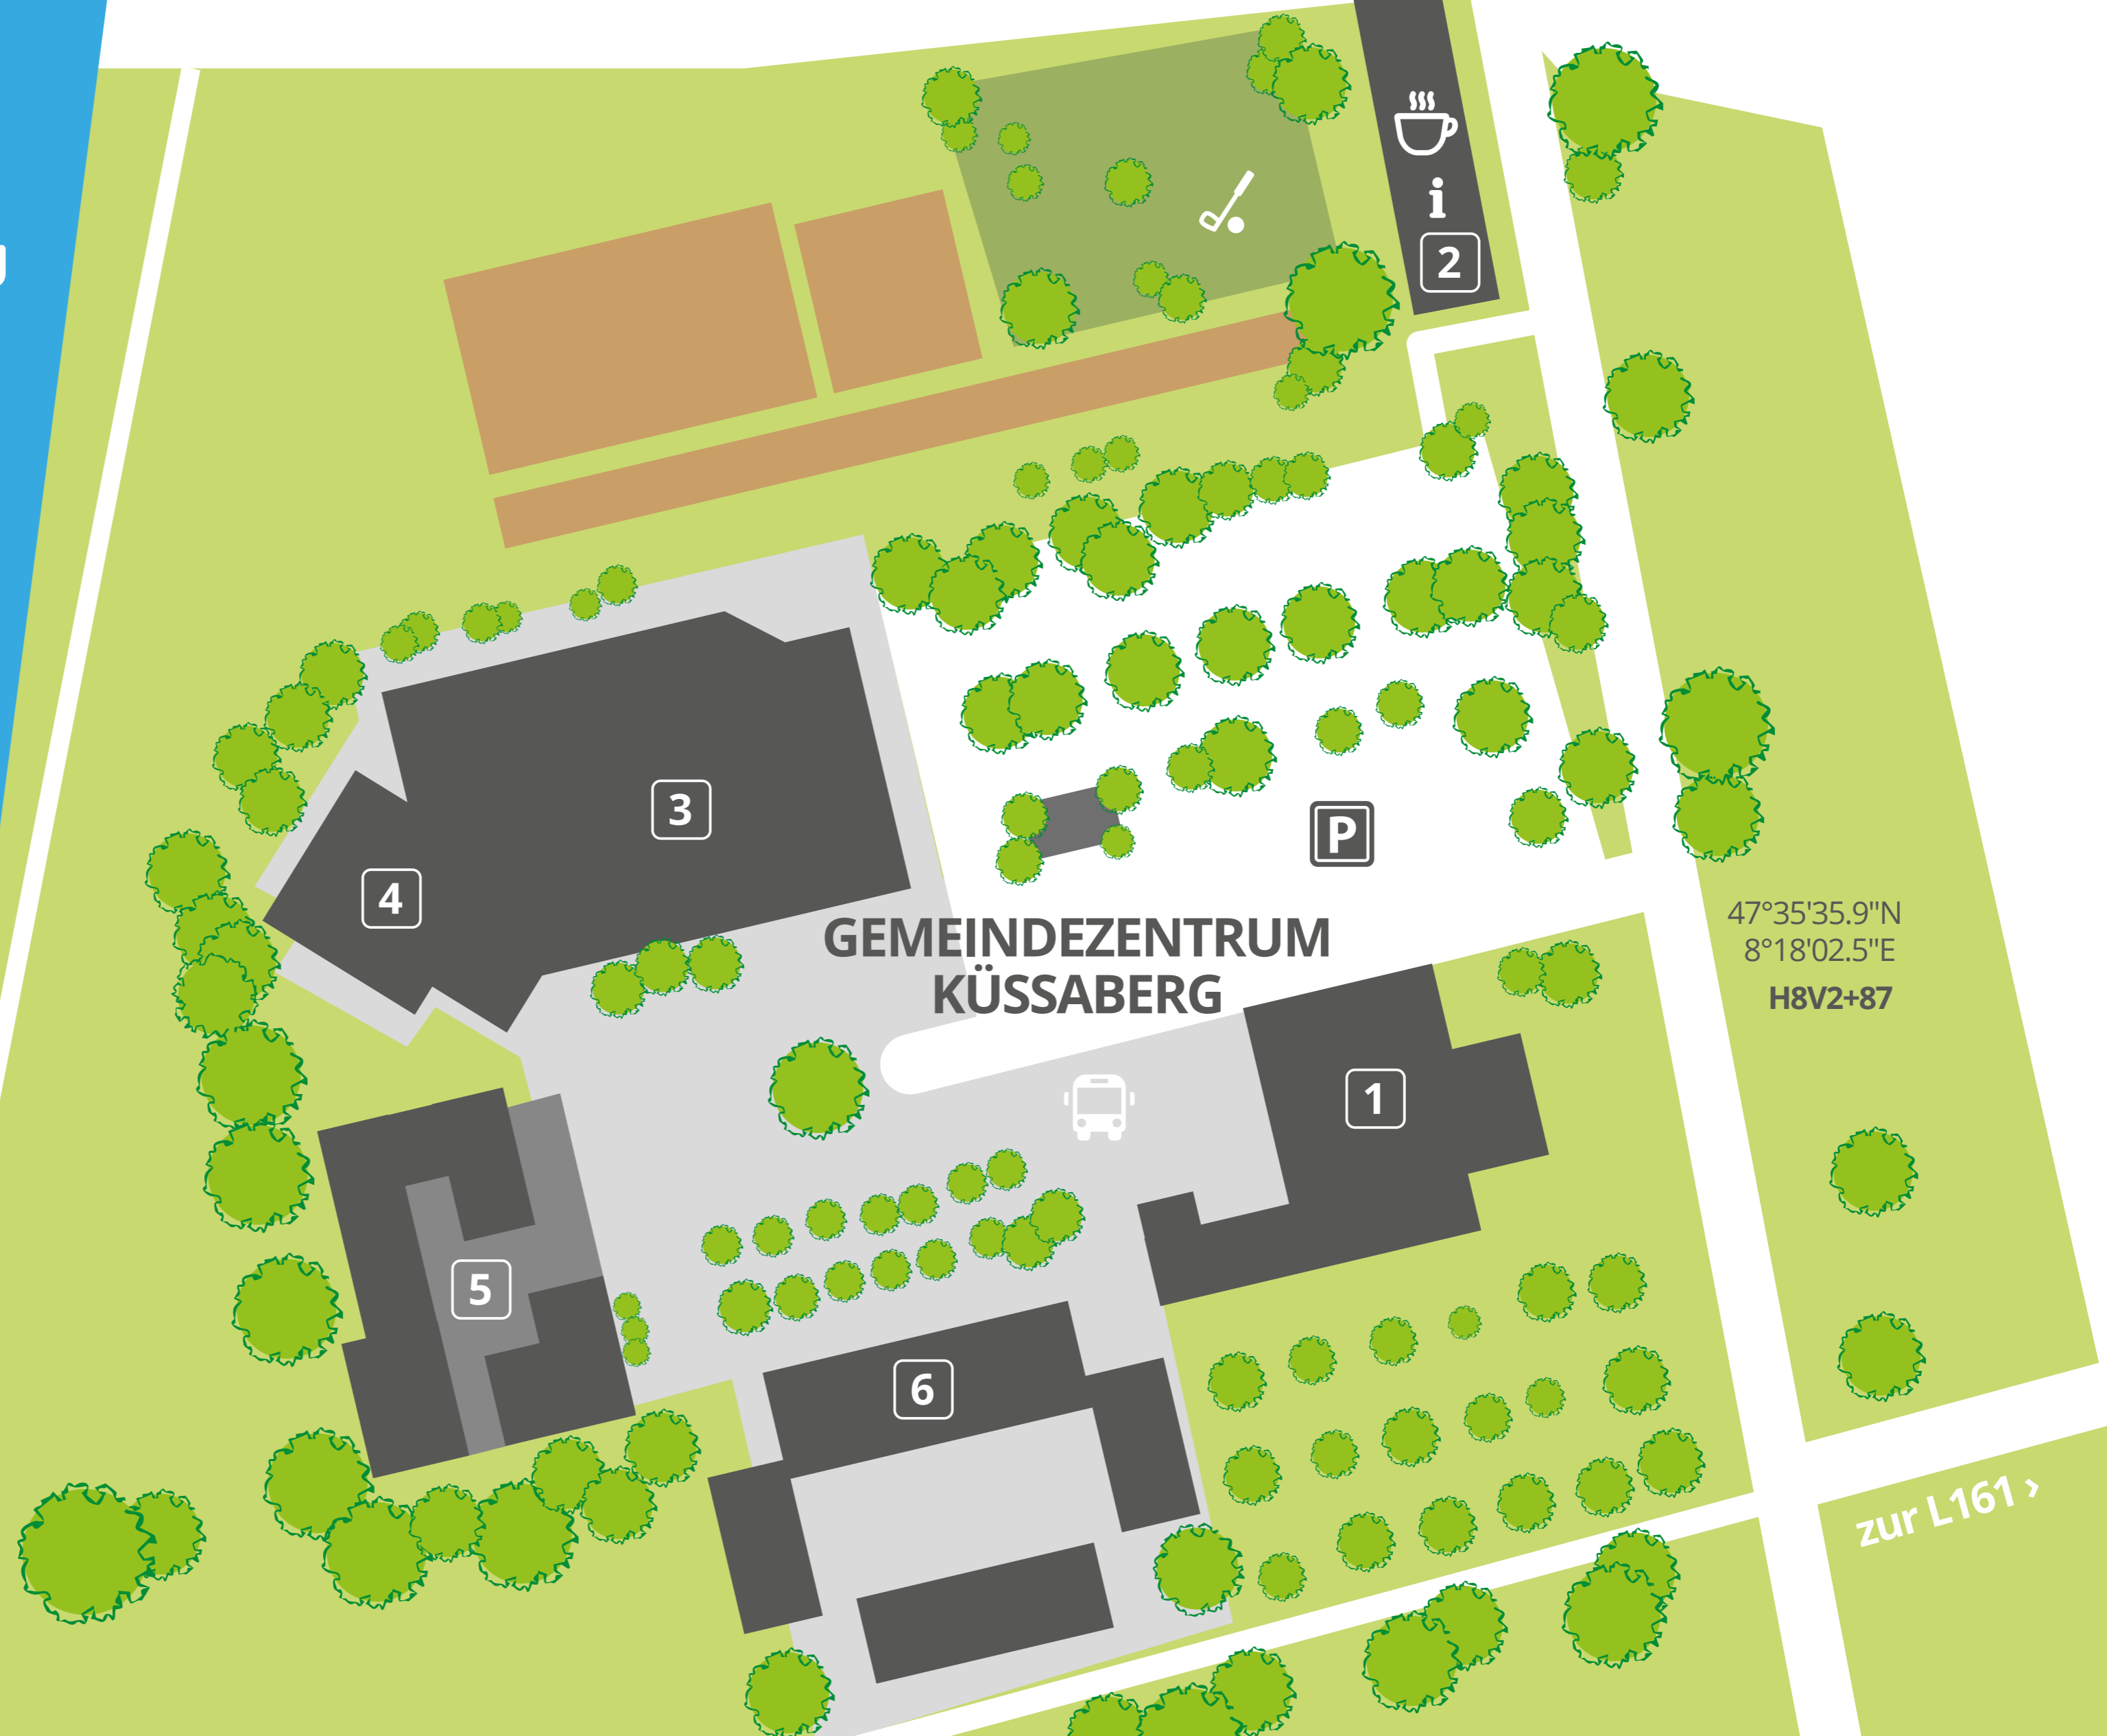 i
2
3
4
P
GEMEINDEZENTRUM
KÜSSABERG
47°35'35.9"N
8°18'02.5"E
H8V2+87
1
5
6
zur L161 ›